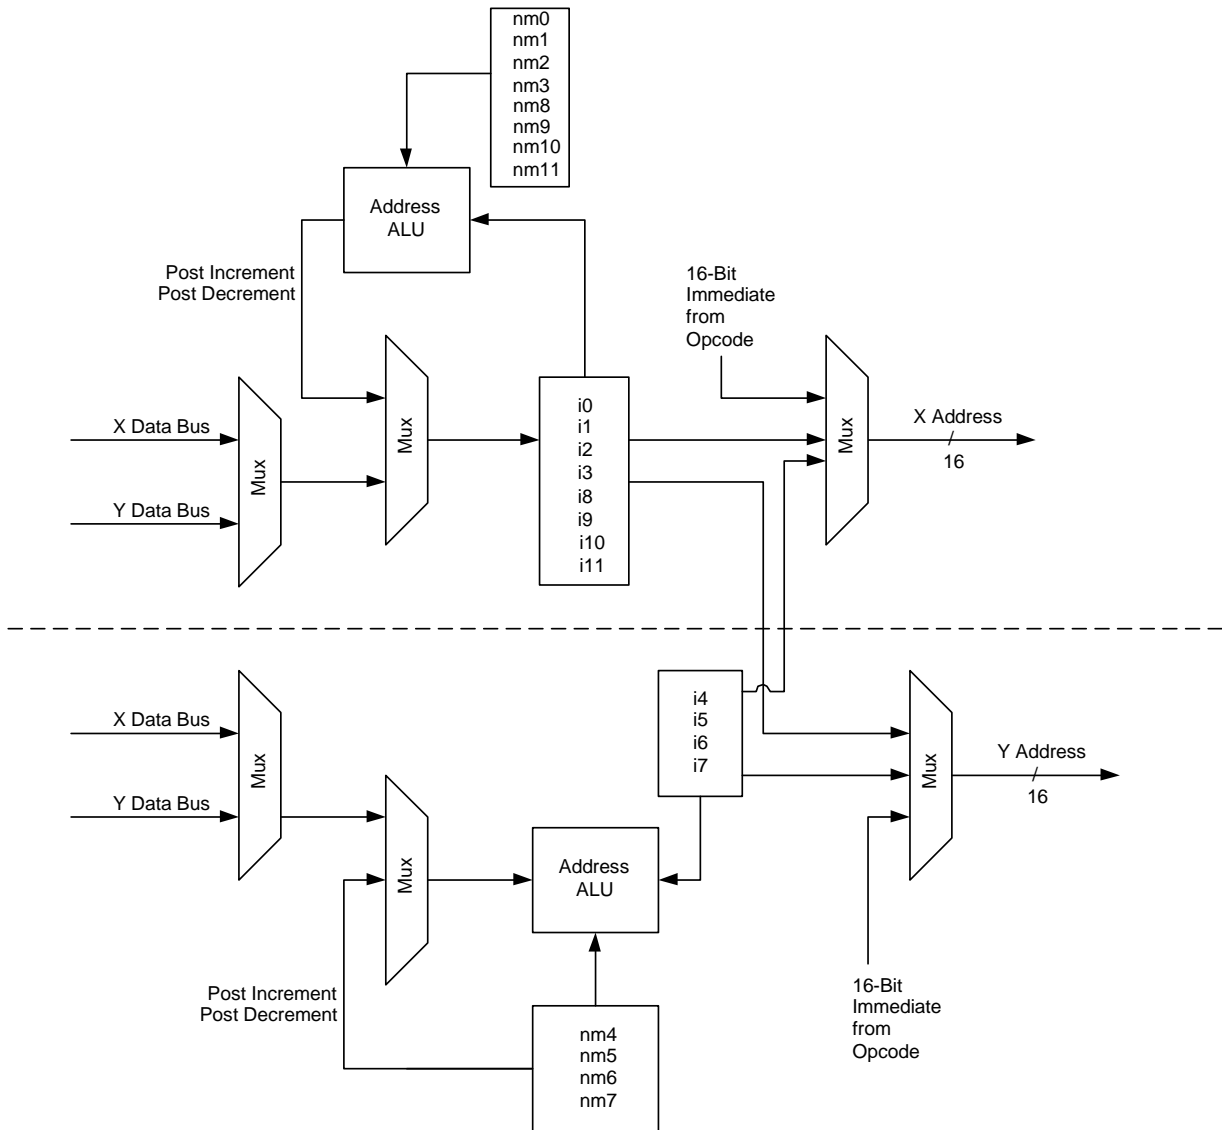 nm0
nm1
nm2
nm3
nm8
nm9
nm10
nm11
Address
ALU
Post Increment
Post Decrement
16-Bit
Immediate
from
Opcode
X Data Bus
Y Data Bus
Mux
Mux
i0
i1
i2
i3
i8
i9
i10
i11
Mux
X Address
16
X Data Bus
Y Data Bus
Mux
Mux
Address
ALU
i4
i5
i6
i7
Mux
Y Address
16
Post Increment
Post Decrement
nm4
nm5
nm6
nm7
16-Bit
Immediate
from
Opcode